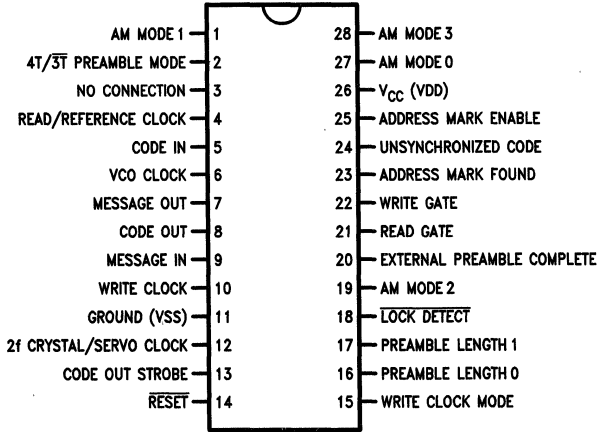 AM MODE 1 1 28 AM MODE 3
4T/3T PREAMBLE MODE 2 27 AM MODE 0
NO CONNECTION 3 26 VCC (VDD)
READ/REFERENCE CLOCK 4 25 ADDRESS MARK ENABLE
CODE IN 5 24 UNSYNCHRONIZED CODE
VCO CLOCK 6 23 ADDRESS MARK FOUND
MESSAGE OUT 7 22 WRITE GATE
CODE OUT 8 21 READ GATE
MESSAGE IN 9 20 EXTERNAL PREAMBLE COMPLETE
WRITE CLOCK 10 19 AM MODE 2
GROUND (VSS) 11 18 LOCK DETECT
2f CRYSTAL/SERVO CLOCK 12 17 PREAMBLE LENGTH 1
CODE OUT STROBE 13 16 PREAMBLE LENGTH 0
RESET 14 15 WRITE CLOCK MODE